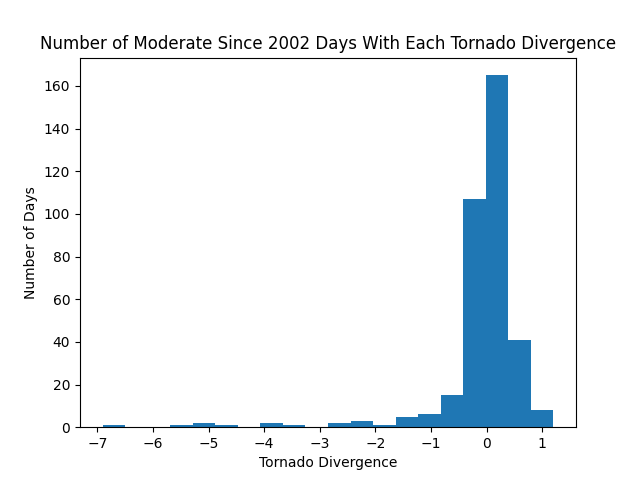 Number of Moderate Since 2002 Days With Each Tornado Divergence
160
140
120
100
80
60
40
20
0
Number of Days
−7 −6 −5 −4 −3 −2 −1 0 1
Tornado Divergence